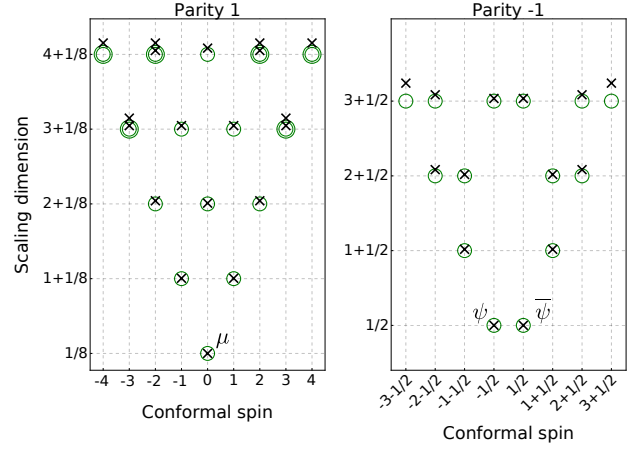 Parity 1
Scaling dimension
4+1/8
3+1/8
2+1/8
1+1/8
1/8
μ
-4 -3 -2 -1 0 1 2 3 4
Conformal spin
Parity -1
3+1/2
2+1/2
1+1/2
1/2
ψ ψ̅
-3-1/2 -2-1/2 -1-1/2 -1/2 1/2 1+1/2 2+1/2 3+1/2
Conformal spin